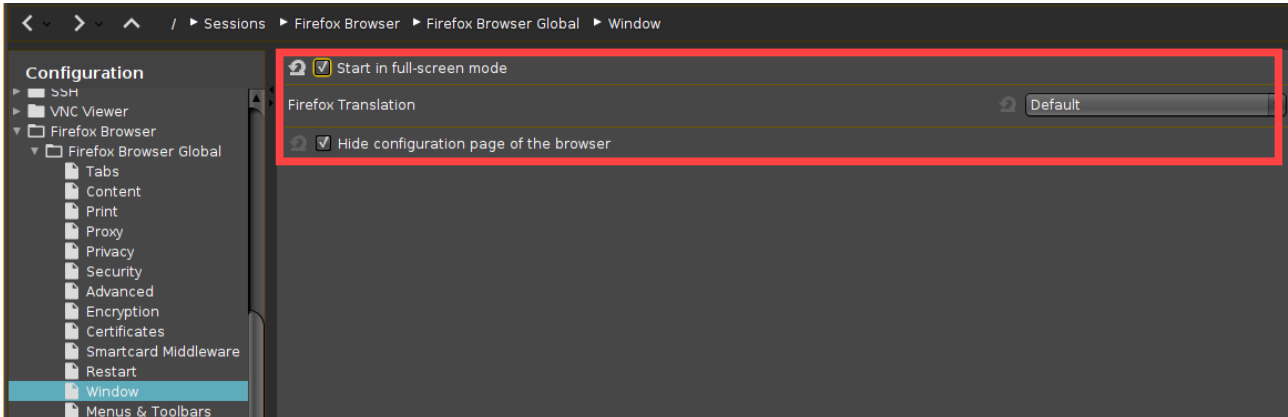 / Sessions Firefox Browser Firefox Browser Global Window
Configuration
SSH
VNC Viewer
Firefox Browser
Firefox Browser Global
Tabs
Content
Print
Proxy
Privacy
Security
Advanced
Encryption
Certificates
Smartcard Middleware
Restart
Window
Menus & Toolbars
Start in full-screen mode
Firefox Translation Default
Hide configuration page of the browser